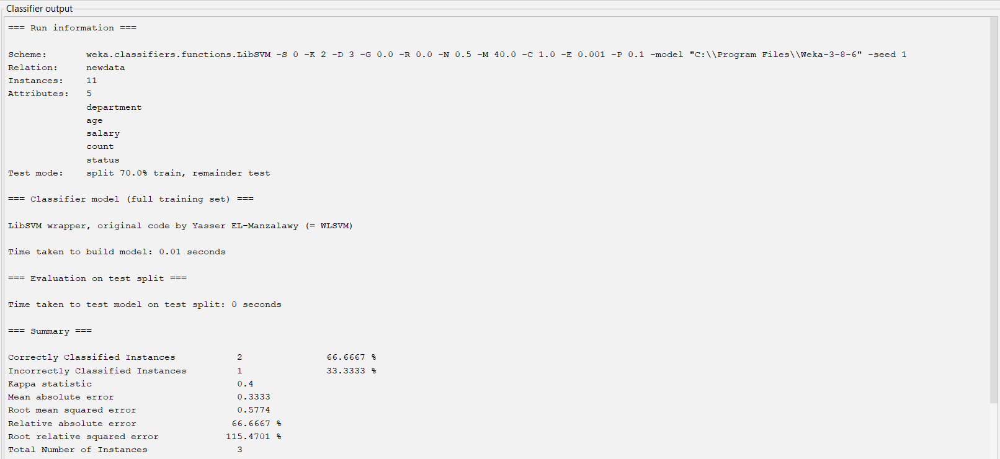 Classifier output
=== Run information ===
Scheme: weka.classifiers.functions.LibSVM -S 0 -K 2 -D 3 -G 0.0 -R 0.0 -N 0.5 -M 40.0 -C 1.0 -E 0.001 -P 0.1 -model "C:\\Program Files\\Weka-3-8-6" -seed 1
Relation: newdata
Instances: 11
Attributes: 5
department
age
salary
count
status
Test mode: split 70.0% train, remainder test
=== Classifier model (full training set) ===
LibSVM wrapper, original code by Yasser EL-Manzalawy (= WLSVM)
Time taken to build model: 0.01 seconds
=== Evaluation on test split ===
Time taken to test model on test split: 0 seconds
=== Summary ===
Correctly Classified Instances 2 66.6667 %
Incorrectly Classified Instances 1 33.3333 %
Kappa statistic 0.4
Mean absolute error 0.3333
Root mean squared error 0.5774
Relative absolute error 66.6667 %
Root relative squared error 115.4701 %
Total Number of Instances 3